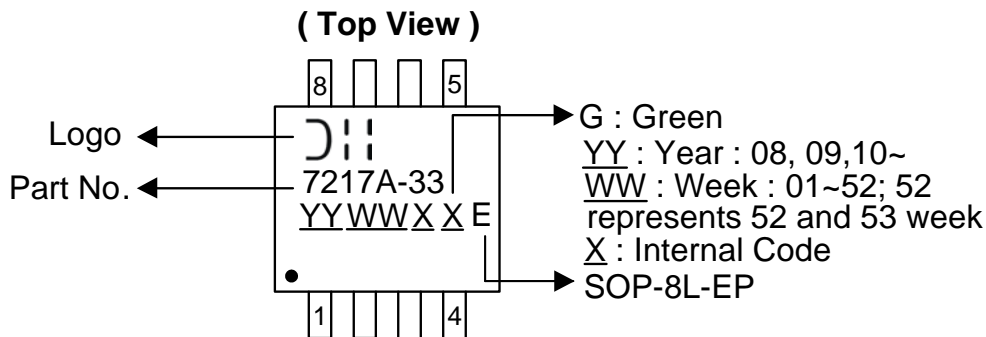 ( Top View )
8 5
Logo
7217A-33
Part No.
YYWWX X E
G : Green
YY : Year : 08, 09,10~
WW : Week : 01~52; 52
represents 52 and 53 week
X : Internal Code
SOP-8L-EP
1 4